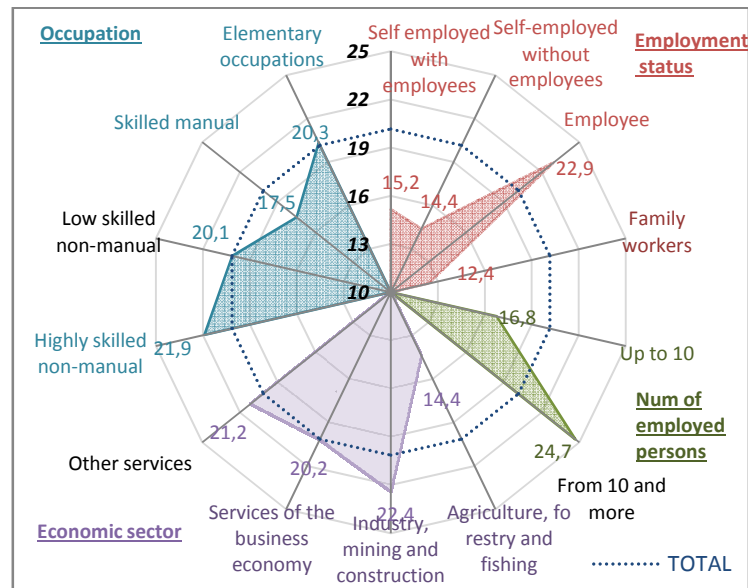 Occupation
Elementary
occupations
25
Self employed
with
employees
Self-employed
without
employees
Employment
status
22
Skilled manual
20,3
19
Employee
22,9
17,5
15,2
16
14,4
Low skilled
non-manual
20,1
13
Family
workers
12,4
10
16,8
Highly skilled
non-manual
21,9
Up to 10
14,4
Num of
employed
persons
21,2
24,7
Other services
20,2
From 10 and
more
22,4
Economic sector
Services of the
business
economy
Industry,
mining and
construction
Agriculture, fo
restry and
fishing
TOTAL